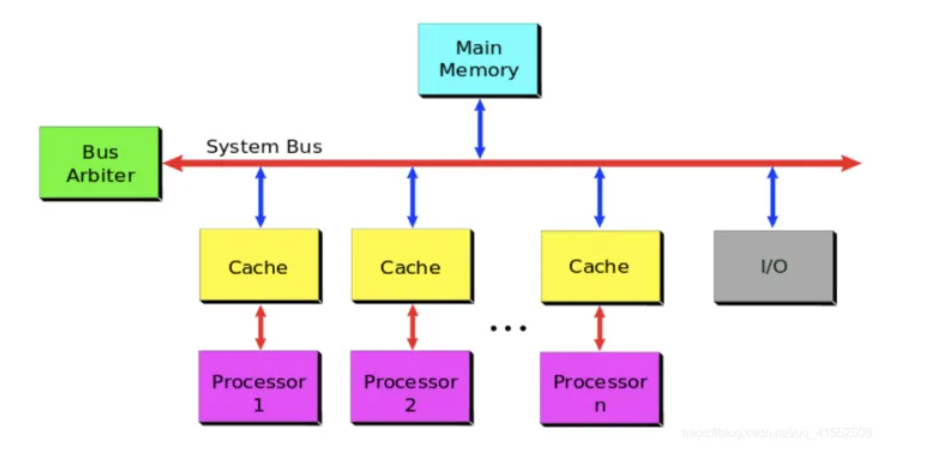 Main
Memory
Bus
Arbiter
System Bus
Cache
Cache
Cache
I/O
...
Processor
1
Processor
2
Processor
n